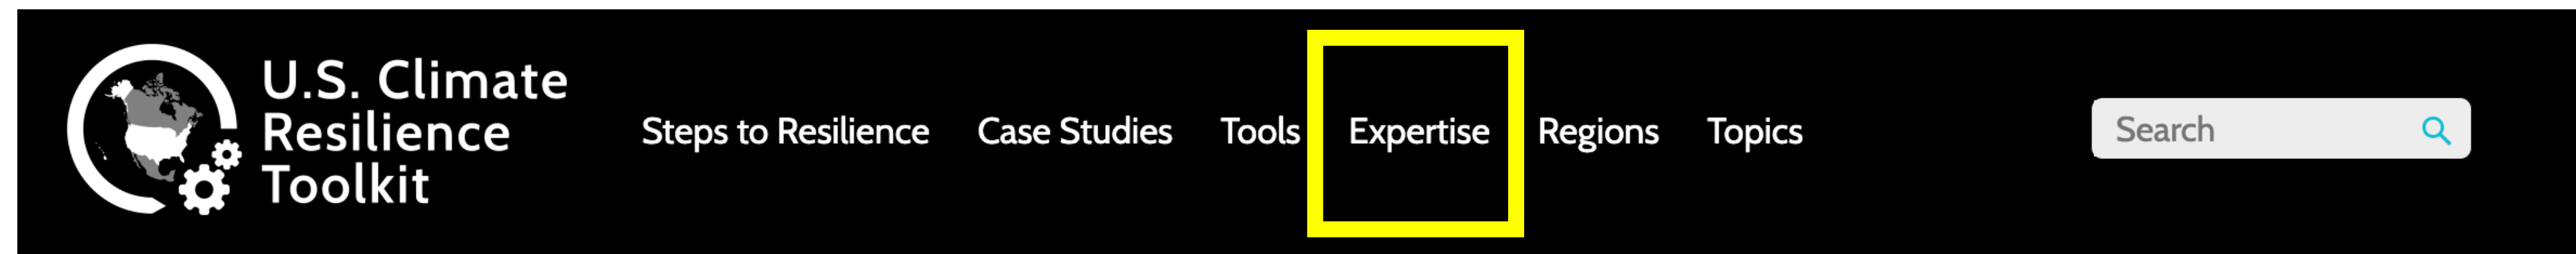 U.S. Climate
Resilience
Toolkit
Steps to Resilience Case Studies Tools Expertise Regions Topics
Search